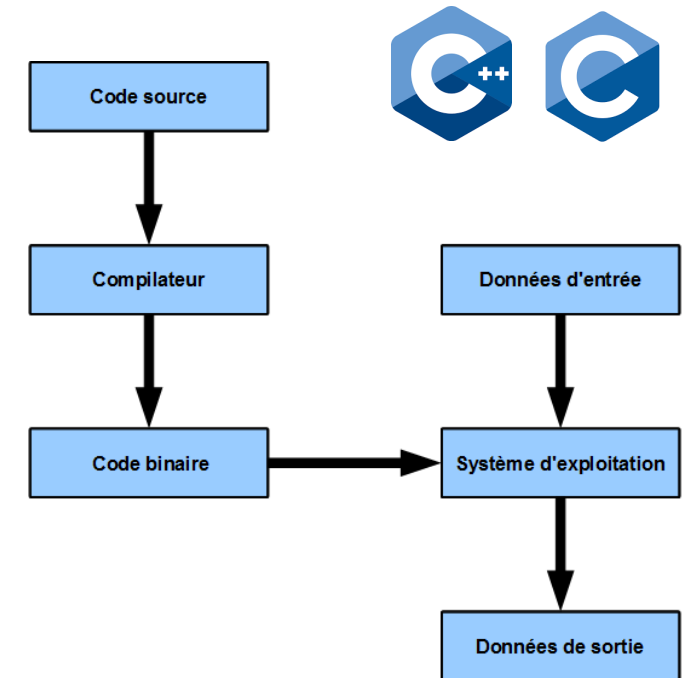 C++
C
Code source
Compilateur
Données d'entrée
Code binaire
Système d'exploitation
Données de sortie